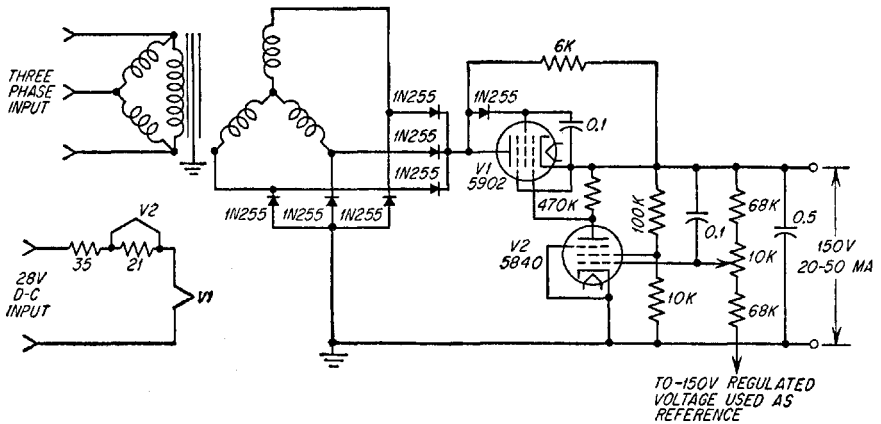 THREE
PHASE
INPUT
1N255
1N255
1N255
1N255
1N255
1N255
1N255
6K
0.1
V1
5902
470K
100K
0.1
68K
0.5
10K
150V
20-50 MA
V2
5840
10K
68K
V2
35
21
28V
D-C
INPUT
V1
TO-150V REGULATED
VOLTAGE USED AS
REFERENCE